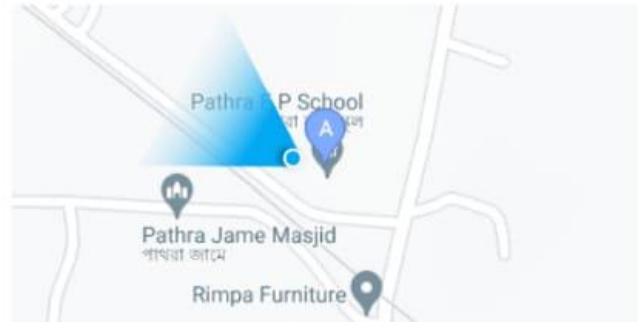 Pathra F P School
A
Pathra Jame Masjid
পাথরা জামে
Rimpa Furniture